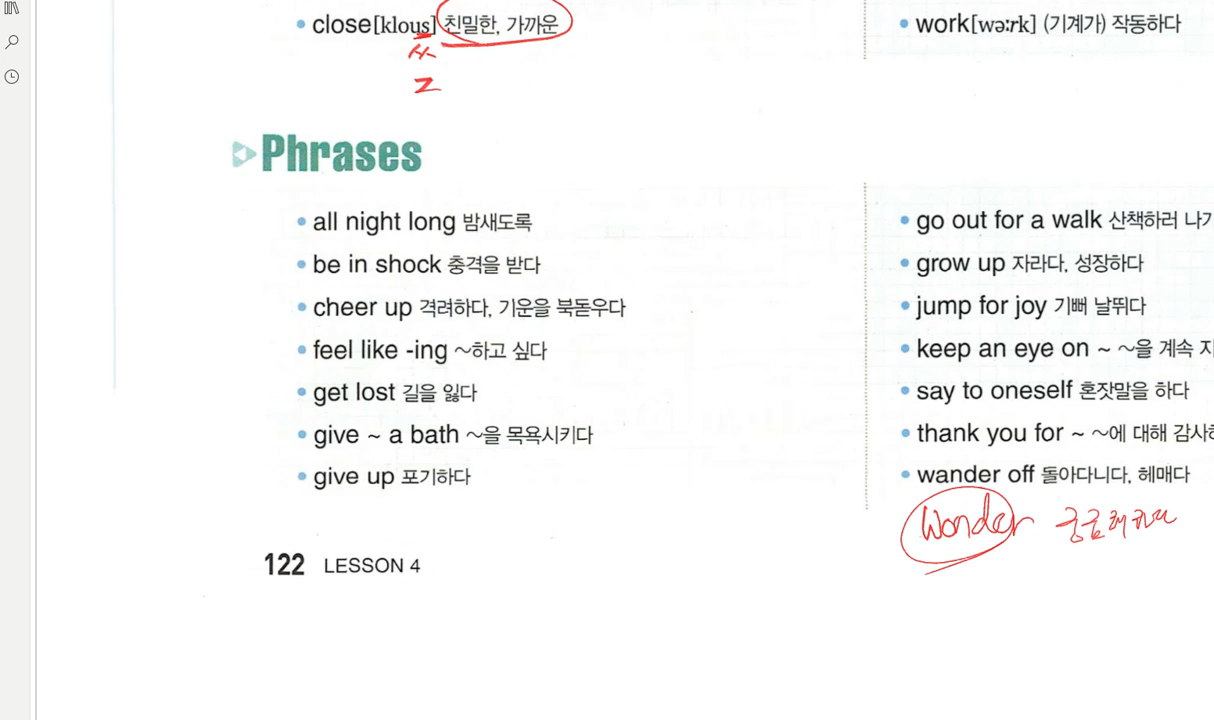 • close[klous] 친밀한, 가까운
ㅆ
z
• work[wə:rk] (기계가) 작동하다
Phrases
• all night long 밤새도록
• be in shock 충격을 받다
• cheer up 격려하다, 기운을 북돋우다
• feel like -ing ~하고 싶다
• get lost 길을 잃다
• give ~ a bath ~을 목욕시키다
• give up 포기하다
• go out for a walk 산책하러 나가
• grow up 자라다, 성장하다
• jump for joy 기뻐 날뛰다
• keep an eye on ~ ~을 계속 지
• say to oneself 혼잣말을 하다
• thank you for ~ ~에 대해 감사
• wander off 돌아다니다, 헤매다
Wonder 궁금해하다
122 LESSON 4